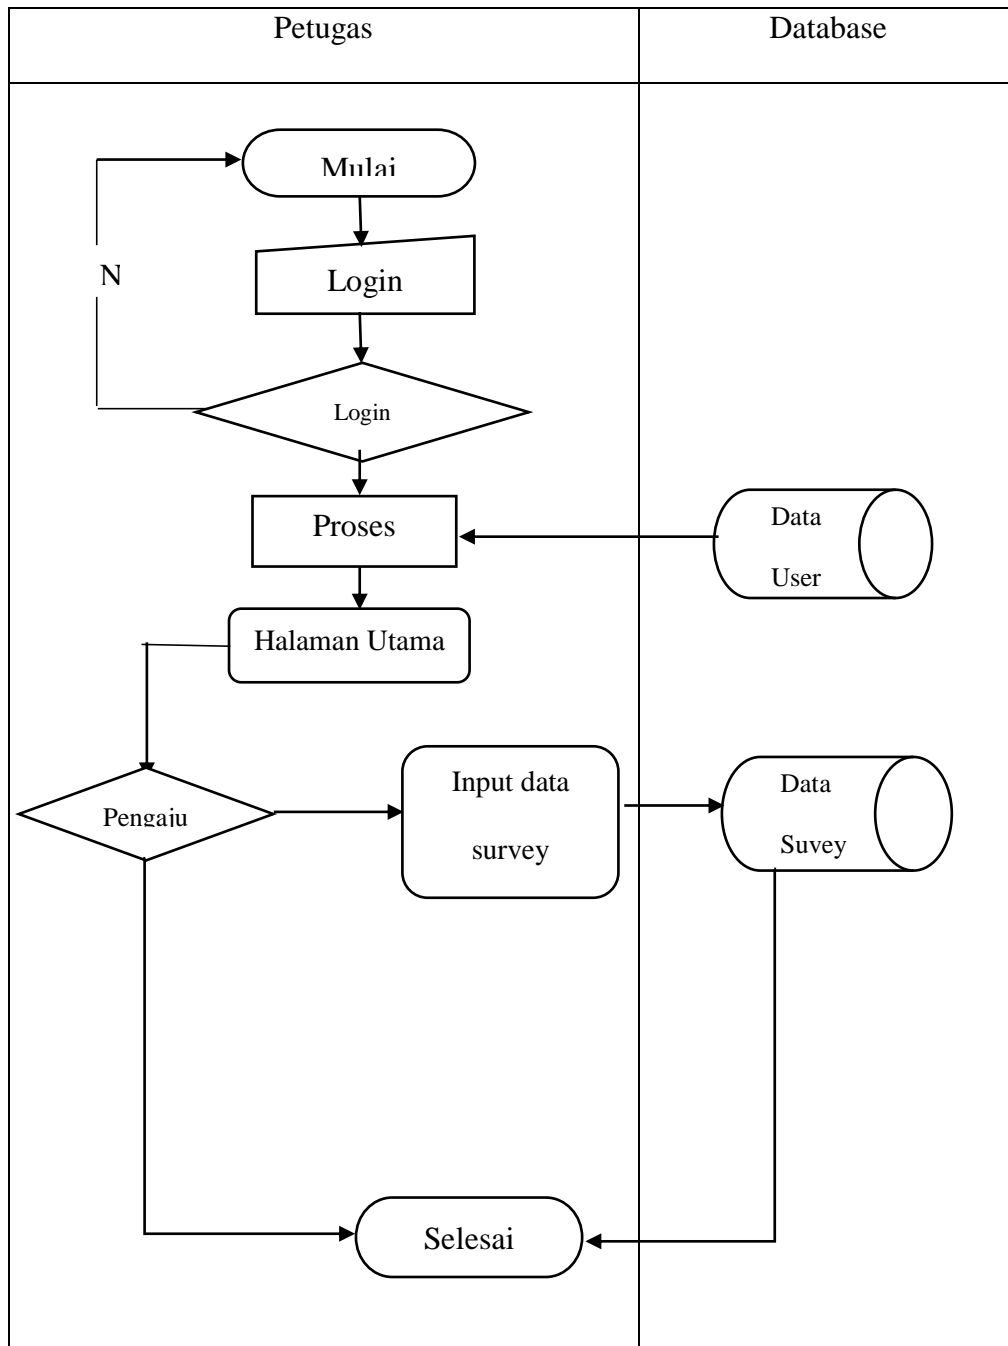 Petugas
Database
Mulai
N
Login
Login
Proses
Data
User
Halaman Utama
Input data
survey
Data
Suvey
Pengaju
Selesai